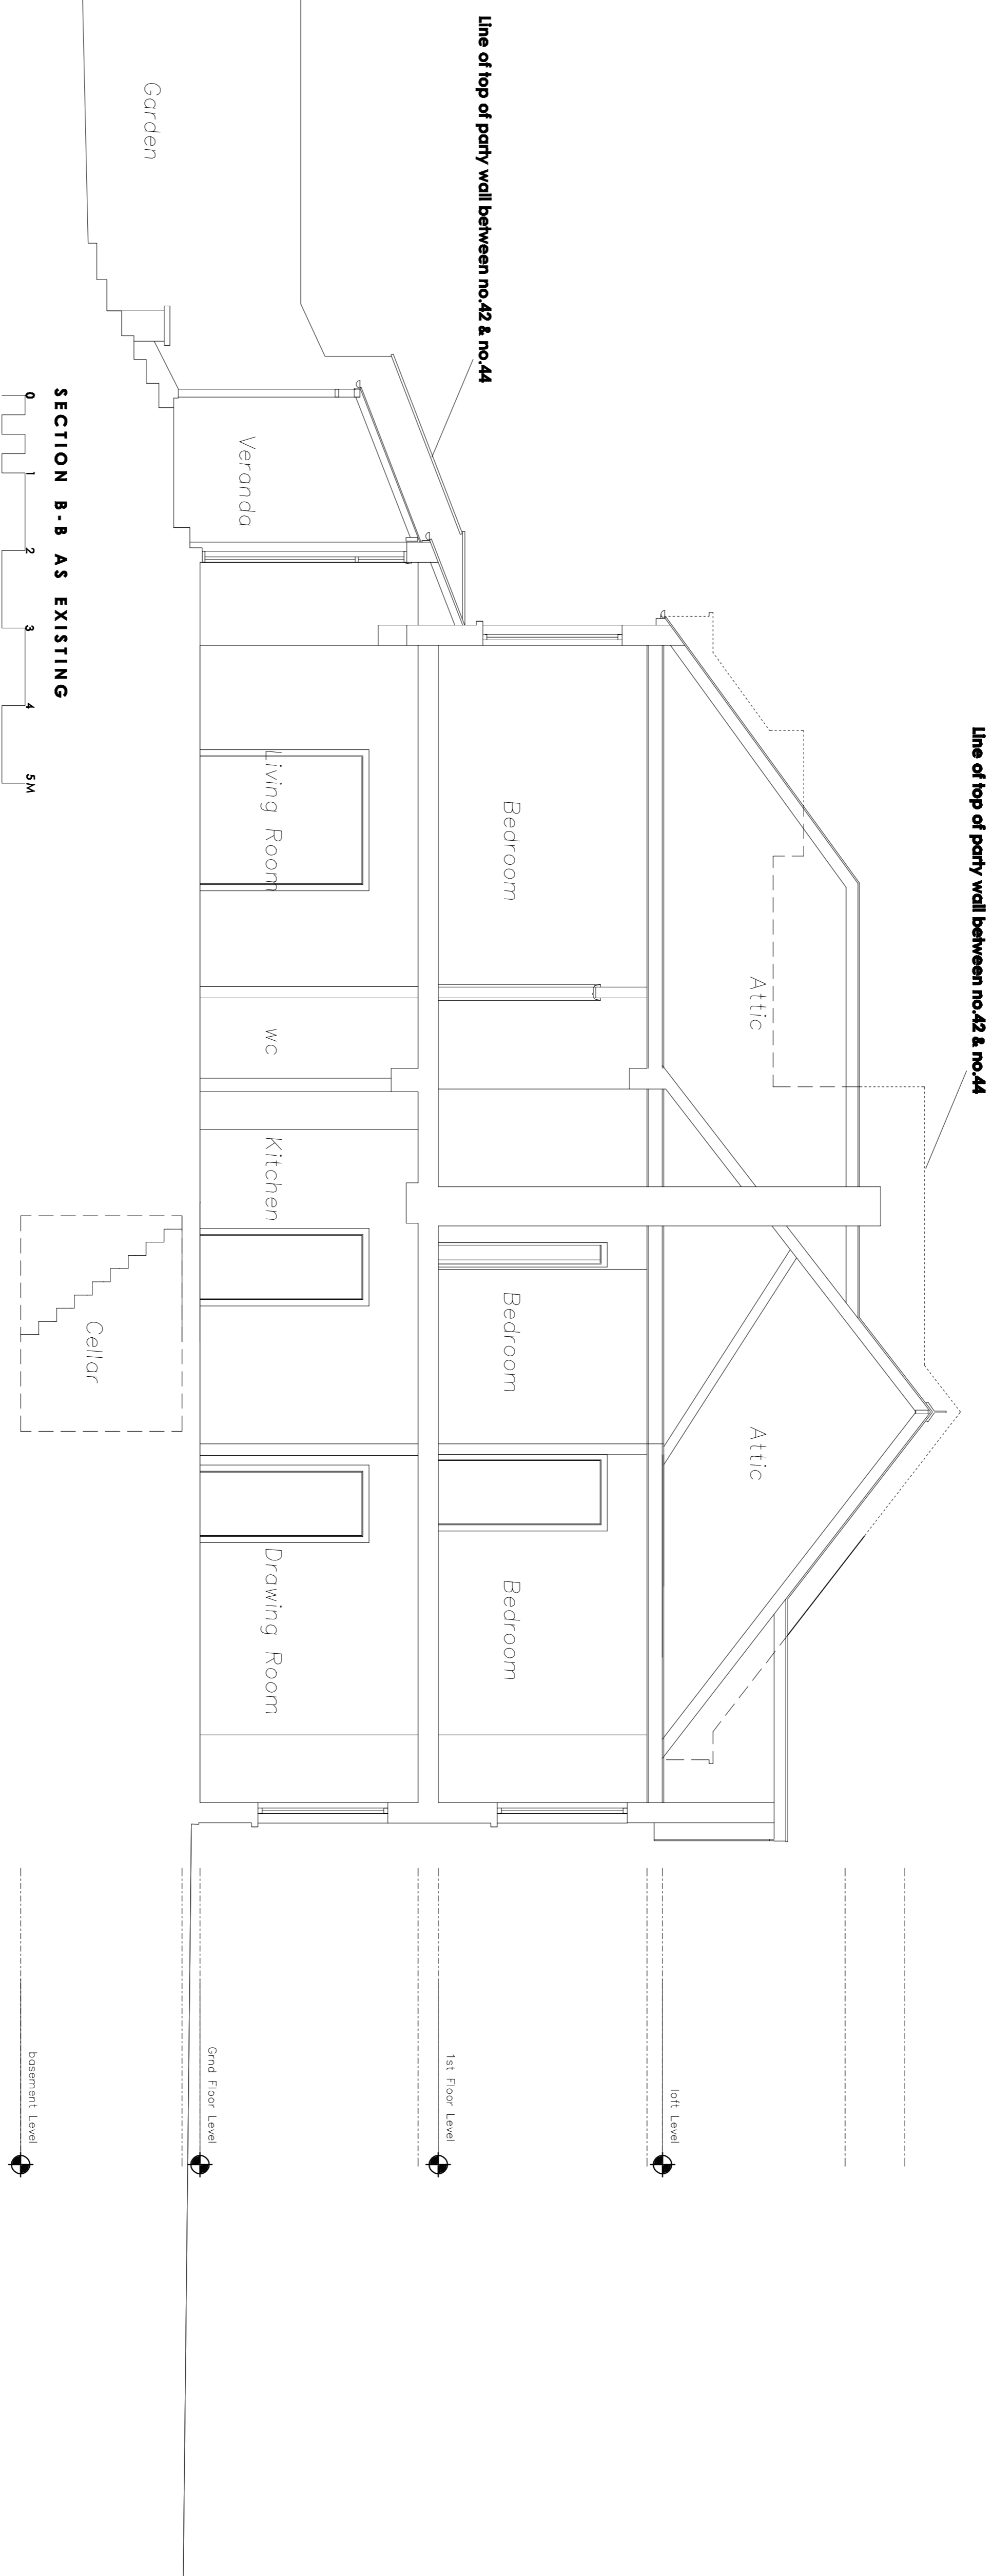 Line of top of party wall between no.42 & no.44
Line of top of party wall between no.42 & no.44
Attic
Attic
loft Level
Bedroom
Bedroom
Bedroom
1st Floor Level
Garden
Veranda
Living Room
WC
Kitchen
Drawing Room
Grnd Floor Level
Cellar
basement Level
SECTION B-B AS EXISTING
0 1 2 3 4 5M